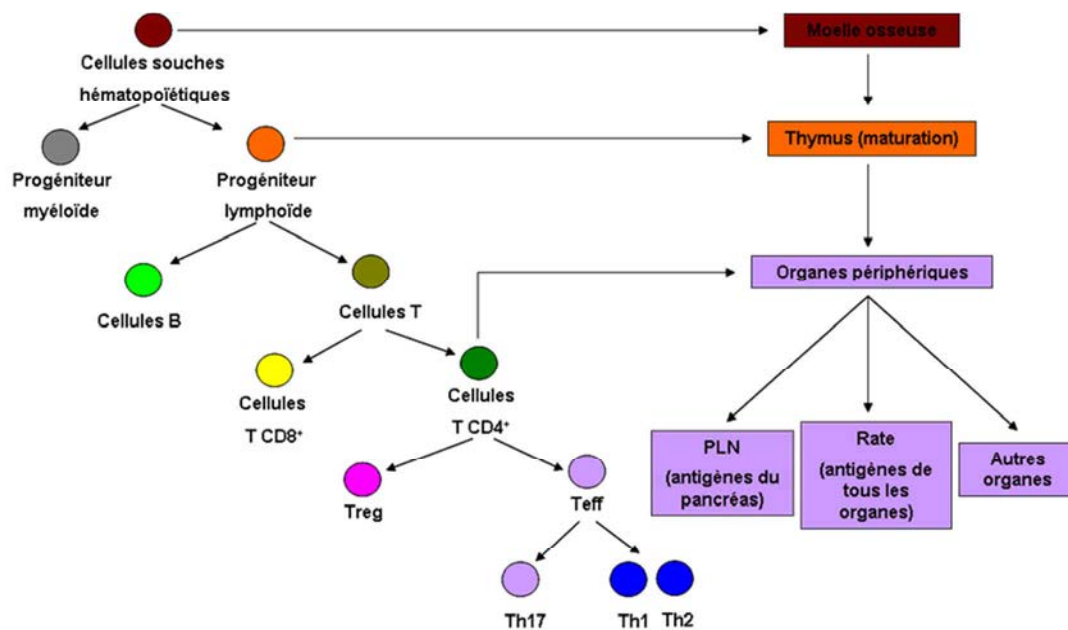 Moelle osseuse
Cellules souches
hématopoïétiques
Thymus (maturation)
Progéniteur
myéloïde
Progéniteur
lymphoïde
Organes périphériques
Cellules B
Cellules T
Cellules
T CD8⁺
Cellules
T CD4⁺
PLN
(antigènes du
pancréas)
Rate
(antigènes de
tous les
organes)
Autres
organes
Treg
Teff
Th17
Th1
Th2